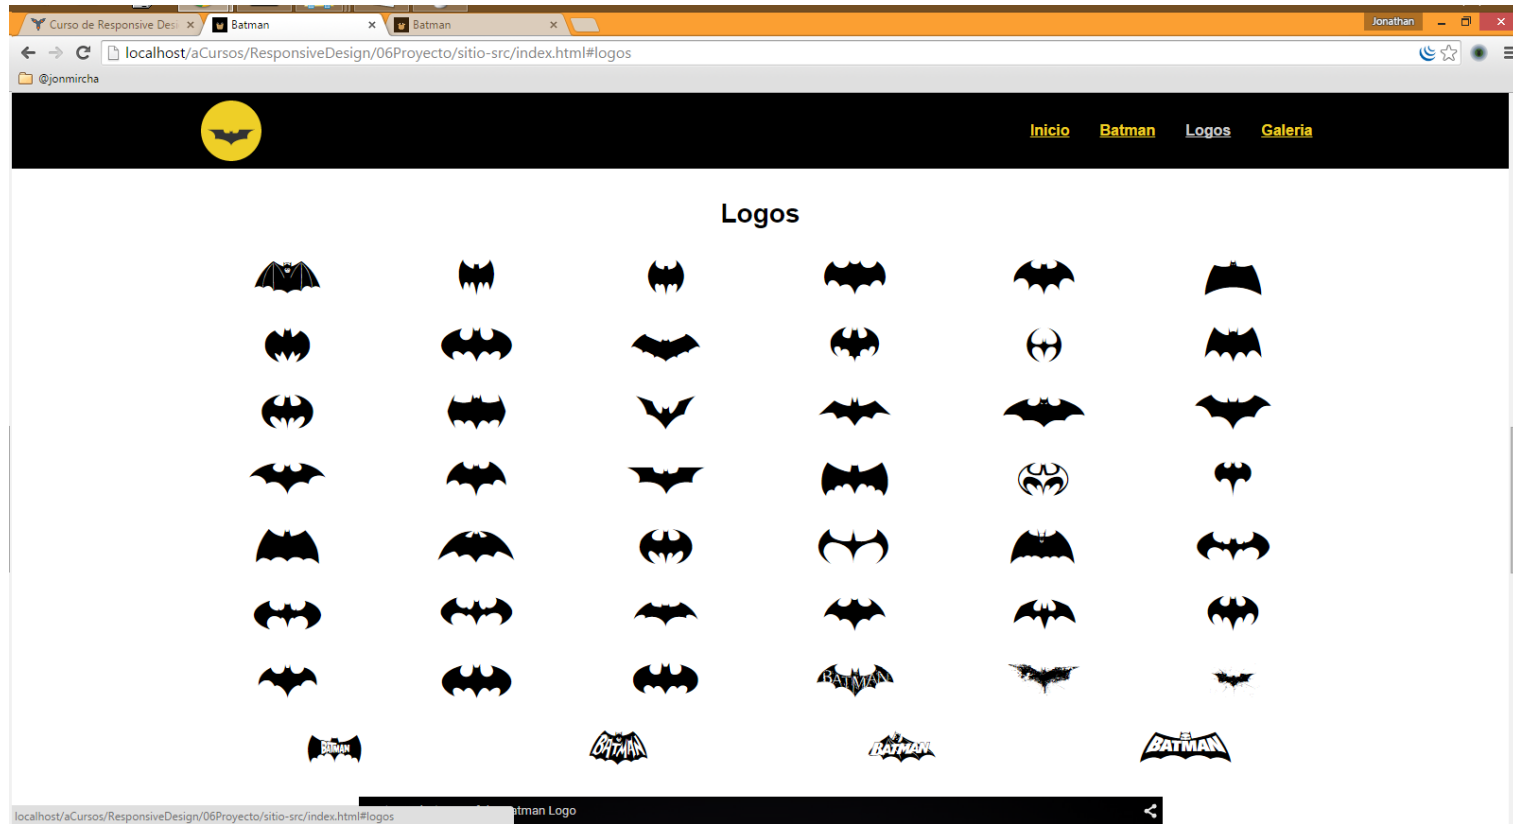 Curso de Responsive Desi
Batman
Batman
Jonathan
localhost/aCursos/ResponsiveDesign/06Proyecto/sitio-src/index.html#logos
@jonmircha
Inicio Batman Logos Galeria
Logos
BATMAN
BATMAN
BATMAN
BATMAN
BATMAN
atman Logo
localhost/aCursos/ResponsiveDesign/06Proyecto/sitio-src/index.html#logos